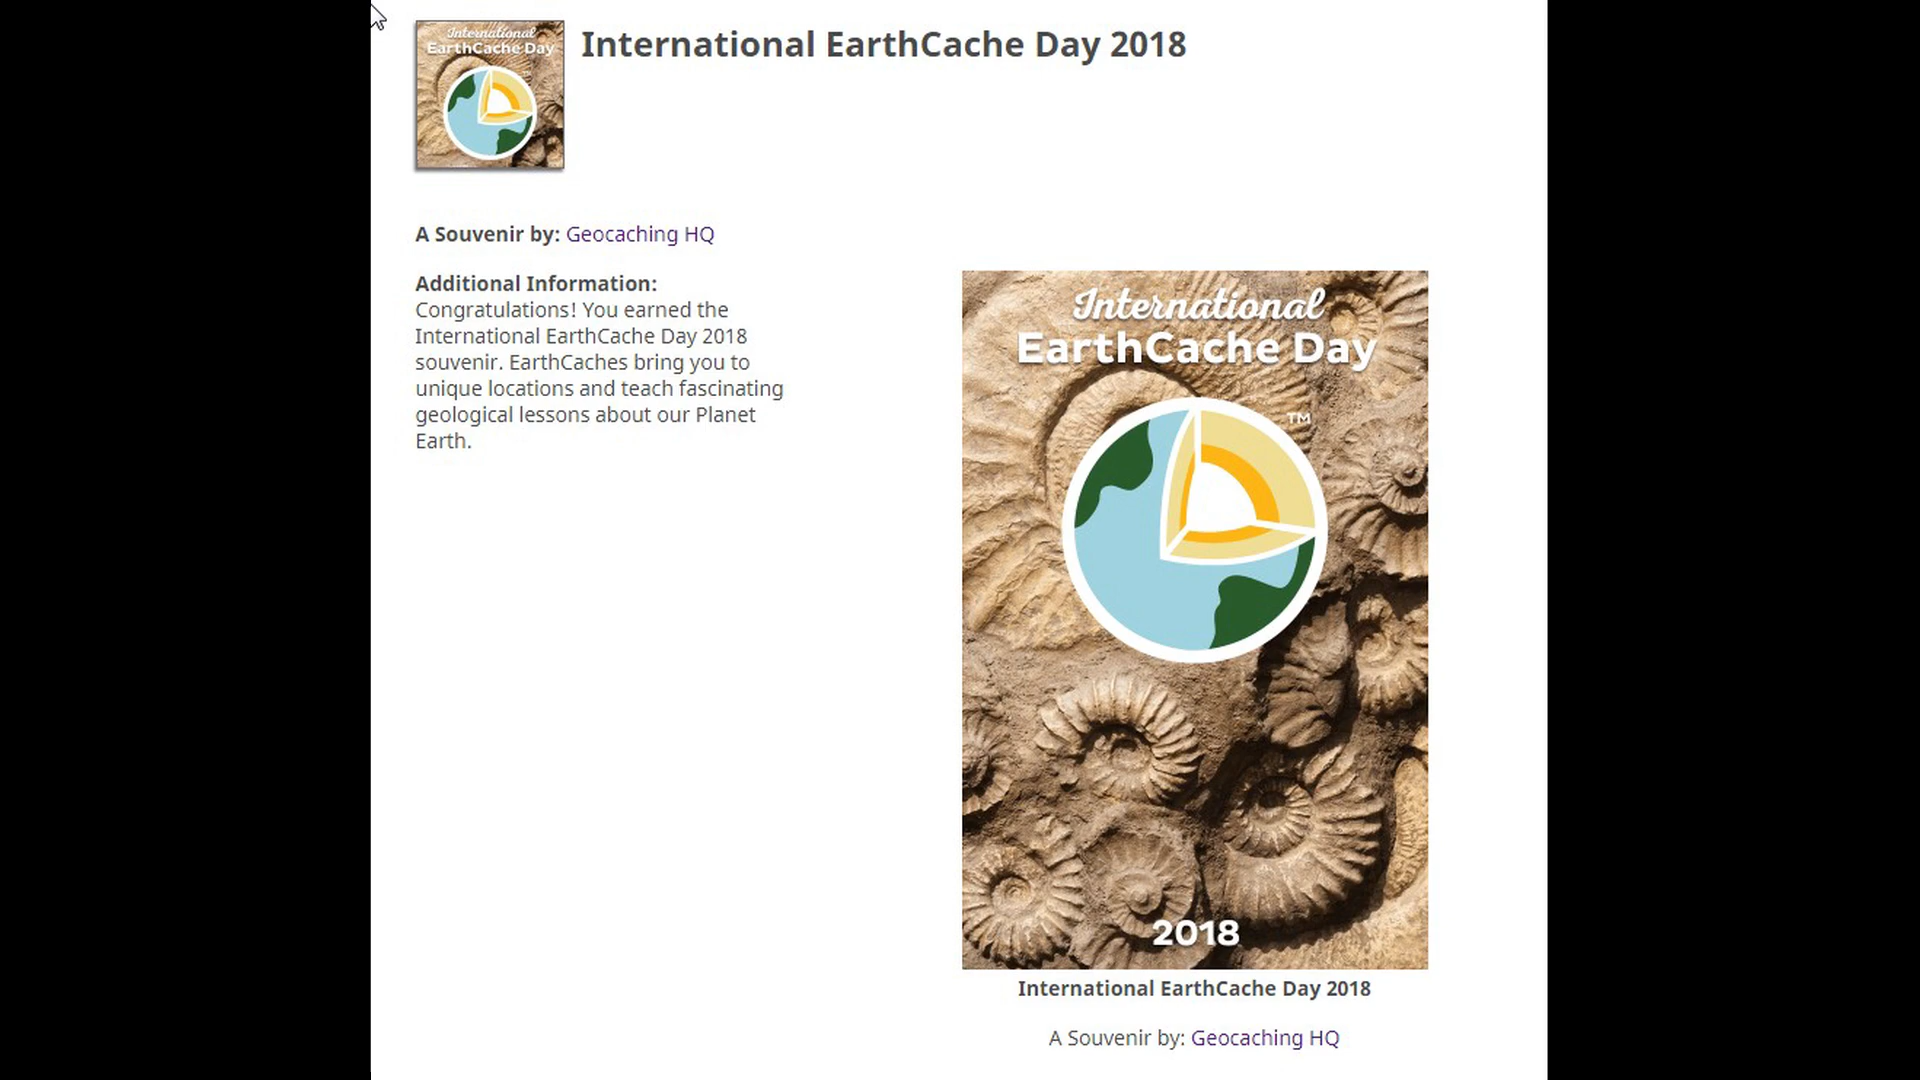 International
EarthCache Day
International EarthCache Day 2018
A Souvenir by: Geocaching HQ
Additional Information:
Congratulations! You earned the
International EarthCache Day 2018
souvenir. EarthCaches bring you to
unique locations and teach fascinating
geological lessons about our Planet
Earth.
International
EarthCache Day
TM
2018
International EarthCache Day 2018
A Souvenir by: Geocaching HQ